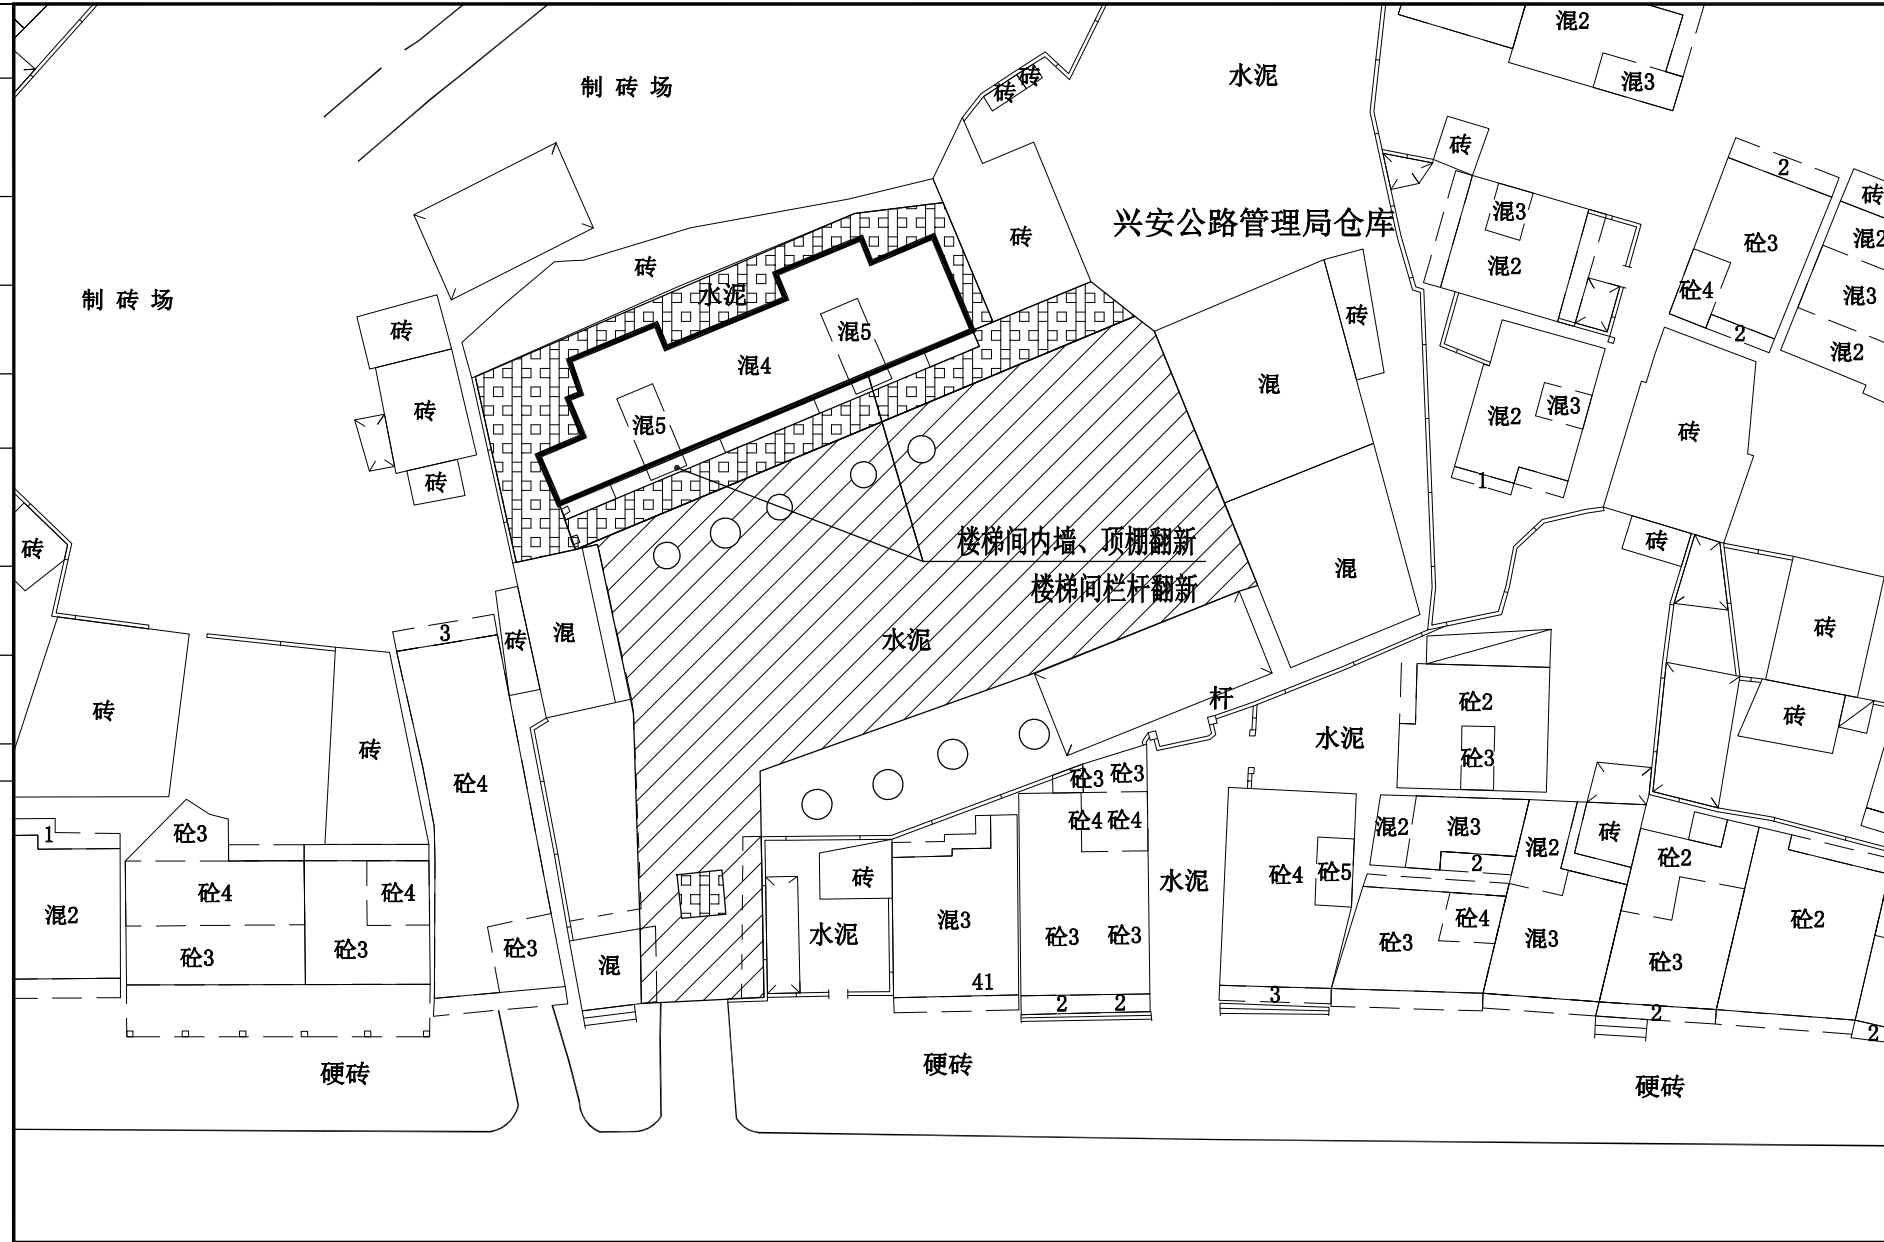 混2
混3
制 砖 场
水泥
砖
砖
砖
2
砖
混3
兴安公路管理局仓库
砖
砼3
混2
混2
砖
水泥
制 砖 场
砼4
混3
砖
混5
砖
2
混2
混4
混
砖
混5
混2
混3
砖
砖
1
楼梯间内墙、顶棚翻新
砖
砖
混
楼梯间栏杆翻新
3
砖
混
水泥
砖
杆
砼2
砖
砖
水泥
砖
砼3
砼3
砼3
砼4
1
砼3
砼4
砼4
混2
混3
混2
砖
2
砼2
砖
砼4
砼5
水泥
砼4
砼4
混2
混3
砼4
砼2
水泥
砼3
砼3
砼3
砼3
砼3
砼3
混3
混
砼3
41
3
2
2
2
2
硬砖
硬砖
硬砖